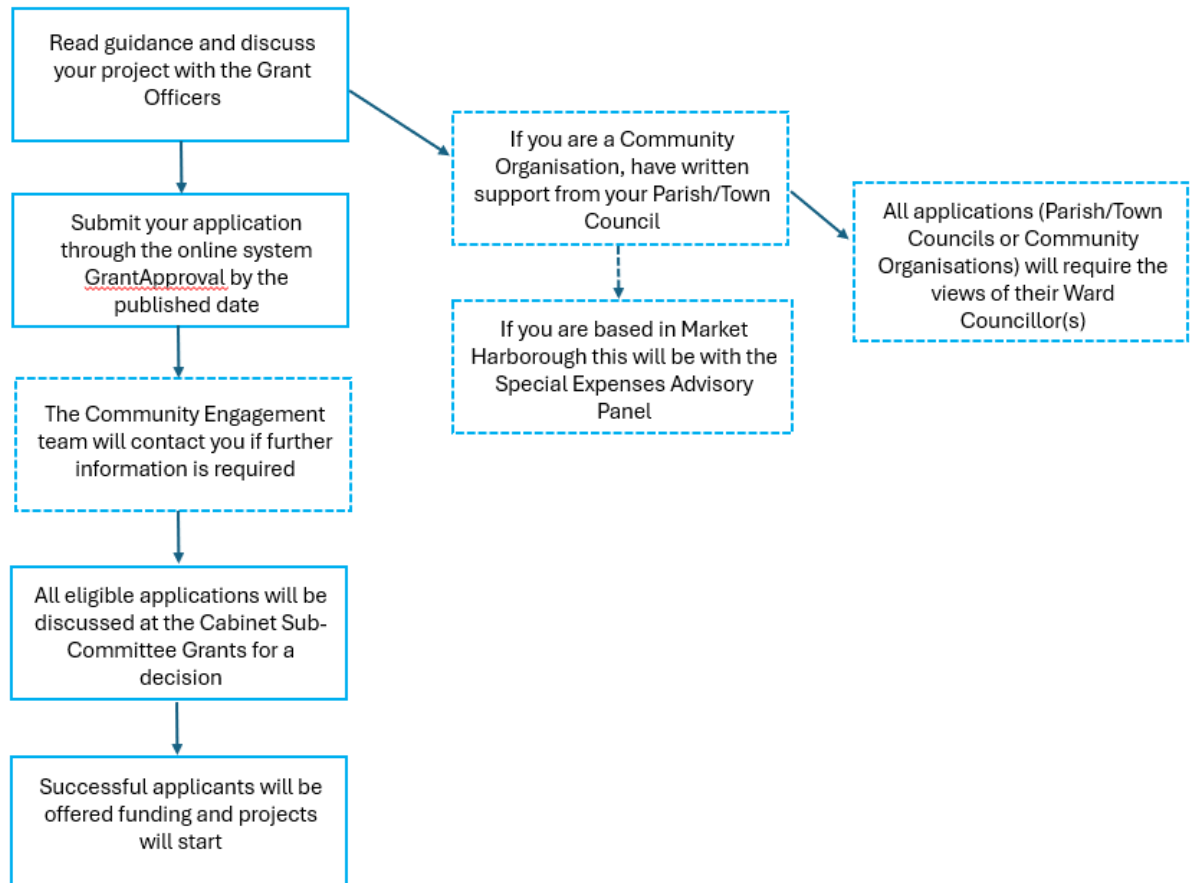 Read guidance and discuss
your project with the Grant
Officers
Submit your application
through the online system
GrantApproval by the
published date
The Community Engagement
team will contact you if further
information is required
All eligible applications will be
discussed at the Cabinet Sub-
Committee Grants for a
decision
Successful applicants will be
offered funding and projects
will start
If you are a Community
Organisation, have written
support from your Parish/Town
Council
If you are based in Market
Harborough this will be with the
Special Expenses Advisory
Panel
All applications (Parish/Town
Councils or Community
Organisations) will require the
views of their Ward
Councillor(s)